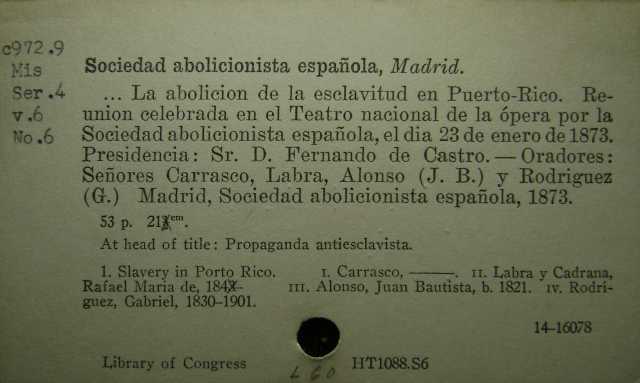 c972.9
Mis
Ser.4
v.6
No.6
Sociedad abolicionista española, Madrid.
... La abolicion de la esclavitud en Puerto-Rico. Re-
union celebrada en el Teatro nacional de la ópera por la
Sociedad abolicionista española, el dia 23 de enero de 1873.
Presidencia: Sr. D. Fernando de Castro. — Oradores:
Señores Carrasco, Labra, Alonso (J. B.) y Rodriguez
(G.) Madrid, Sociedad abolicionista española, 1873.
53 p. 21 cm.
At head of title: Propaganda antiesclavista.
1. Slavery in Porto Rico. I. Carrasco, ———. II. Labra y Cadrana,
Rafael Maria de, 184 - III. Alonso, Juan Bautista, b. 1821. IV. Rodri-
guez, Gabriel, 1830-1901.
14-16078
Library of Congress HT1088.S6
L 60